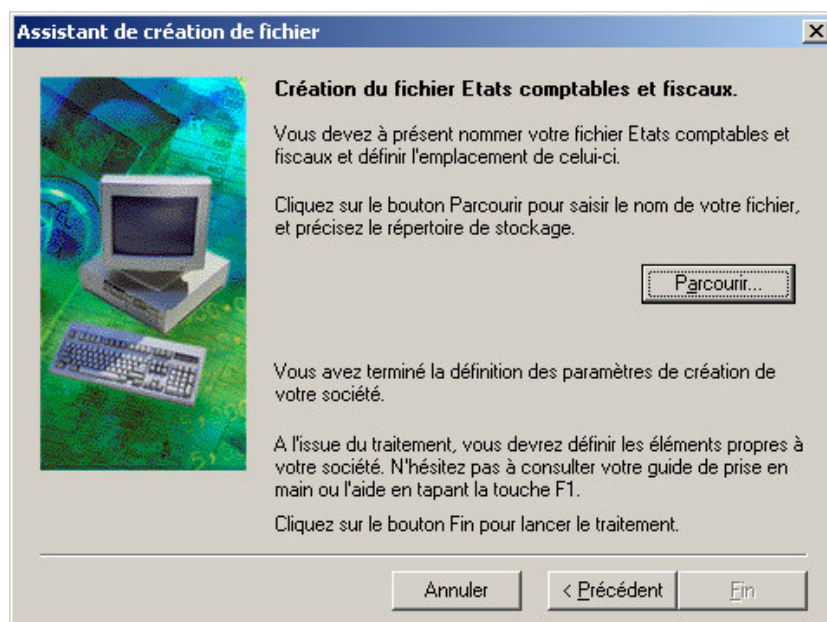 Assistant de création de fichier
Création du fichier Etats comptables et fiscaux.
Vous devez à présent nommer votre fichier Etats comptables et
fiscaux et définir l'emplacement de celui-ci.
Cliquez sur le bouton Parcourir pour saisir le nom de votre fichier,
et précisez le répertoire de stockage.
Parcourir...
Vous avez terminé la définition des paramètres de création de
votre société.
A l'issue du traitement, vous devrez définir les éléments propres à
votre société. N'hésitez pas à consulter votre guide de prise en
main ou l'aide en tapant la touche F1.
Cliquez sur le bouton Fin pour lancer le traitement.
Annuler
< Précédent
Fin